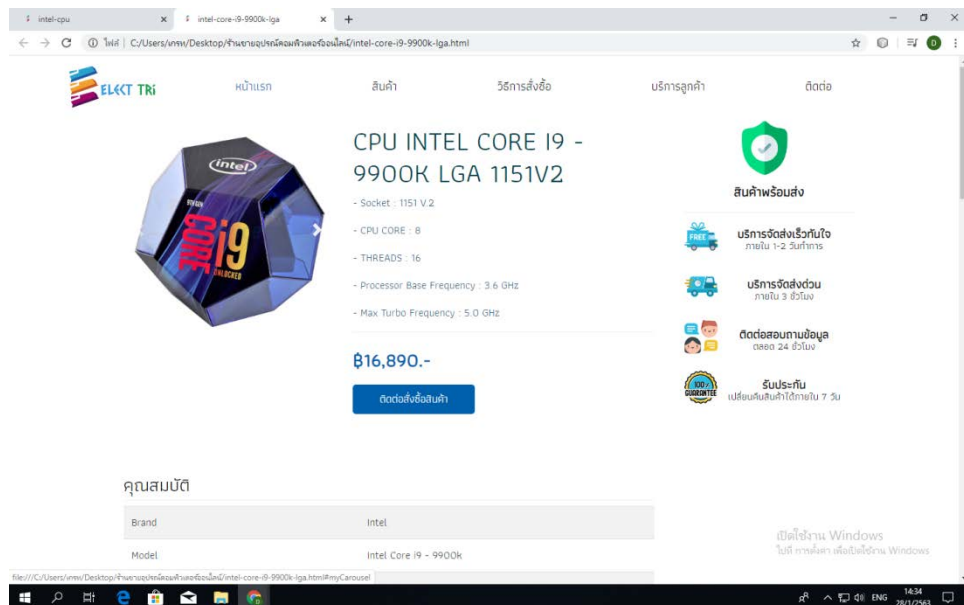 intel-cpu
intel-core-i9-9900k-lga
ไฟล์ | C:/Users/เกรพ/Desktop/ร้านขายอุปกรณ์คอมพิวเตอร์ออนไลน์/intel-core-i9-9900k-lga.html
D
ELECT TRi
หน้าแรก
สินค้า
วิธีการสั่งซื้อ
บริการลูกค้า
ติดต่อ
intel
CORE i9
UNLOCKED
CPU INTEL CORE I9 -
9900K LGA 1151V2
- Socket : 1151 V.2
- CPU CORE : 8
- THREADS : 16
- Processor Base Frequency : 3.6 GHz
- Max Turbo Frequency : 5.0 GHz
฿16,890.-
ติดต่อสั่งซื้อสินค้า
สินค้าพร้อมส่ง
FREE
บริการจัดส่งเร็วทันใจ
ภายใน 1-2 วันทำการ
บริการจัดส่งด่วน
ภายใน 3 ชั่วโมง
ติดต่อสอบถามข้อมูล
ตลอด 24 ชั่วโมง
100%
GUARANTEE
รับประกัน
เปลี่ยนคืนสินค้าได้ภายใน 7 วัน
คุณสมบัติ
Brand
Intel
Model
Intel Core i9 - 9900k
เปิดใช้งาน Windows
ไปที่ การตั้งค่า เพื่อเปิดใช้งาน Windows
file:///C:/Users/เกรพ/Desktop/ร้านขายอุปกรณ์คอมพิวเตอร์ออนไลน์/intel-core-i9-9900k-lga.html#myCarousel
ENG
14:34
28/1/2563